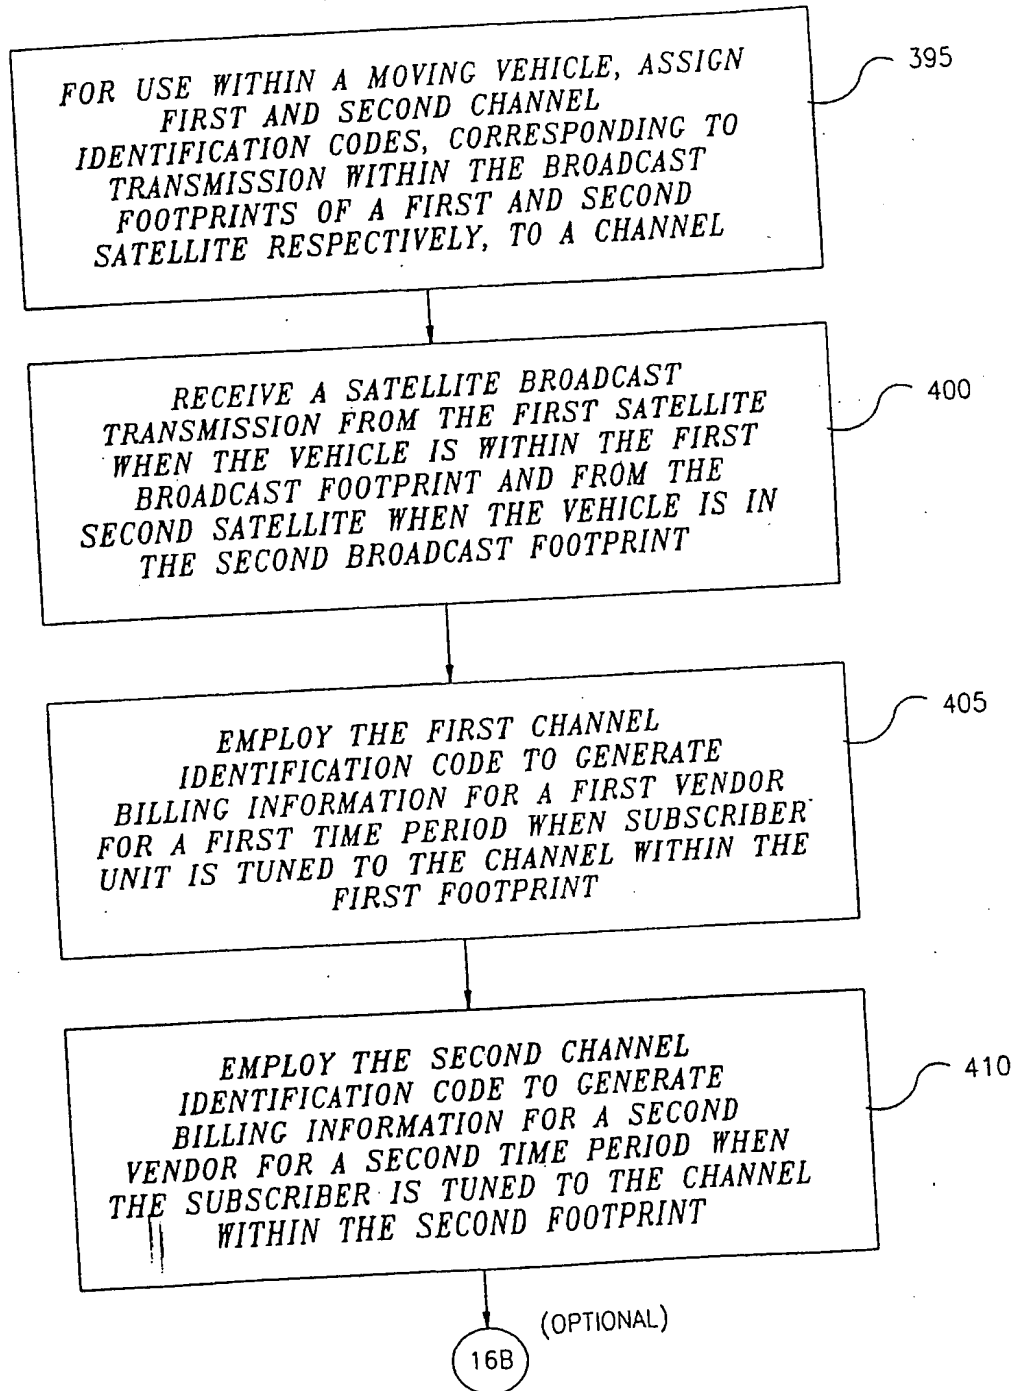 FOR USE WITHIN A MOVING VEHICLE, ASSIGN
FIRST AND SECOND CHANNEL
IDENTIFICATION CODES, CORRESPONDING TO
TRANSMISSION WITHIN THE BROADCAST
FOOTPRINTS OF A FIRST AND SECOND
SATELLITE RESPECTIVELY, TO A CHANNEL
395
RECEIVE A SATELLITE BROADCAST
TRANSMISSION FROM THE FIRST SATELLITE
WHEN THE VEHICLE IS WITHIN THE FIRST
BROADCAST FOOTPRINT AND FROM THE
SECOND SATELLITE WHEN THE VEHICLE IS IN
THE SECOND BROADCAST FOOTPRINT
400
EMPLOY THE FIRST CHANNEL
IDENTIFICATION CODE TO GENERATE
BILLING INFORMATION FOR A FIRST VENDOR
FOR A FIRST TIME PERIOD WHEN SUBSCRIBER
UNIT IS TUNED TO THE CHANNEL WITHIN THE
FIRST FOOTPRINT
405
EMPLOY THE SECOND CHANNEL
IDENTIFICATION CODE TO GENERATE
BILLING INFORMATION FOR A SECOND
VENDOR FOR A SECOND TIME PERIOD WHEN
THE SUBSCRIBER IS TUNED TO THE CHANNEL
WITHIN THE SECOND FOOTPRINT
410
(OPTIONAL)
16B